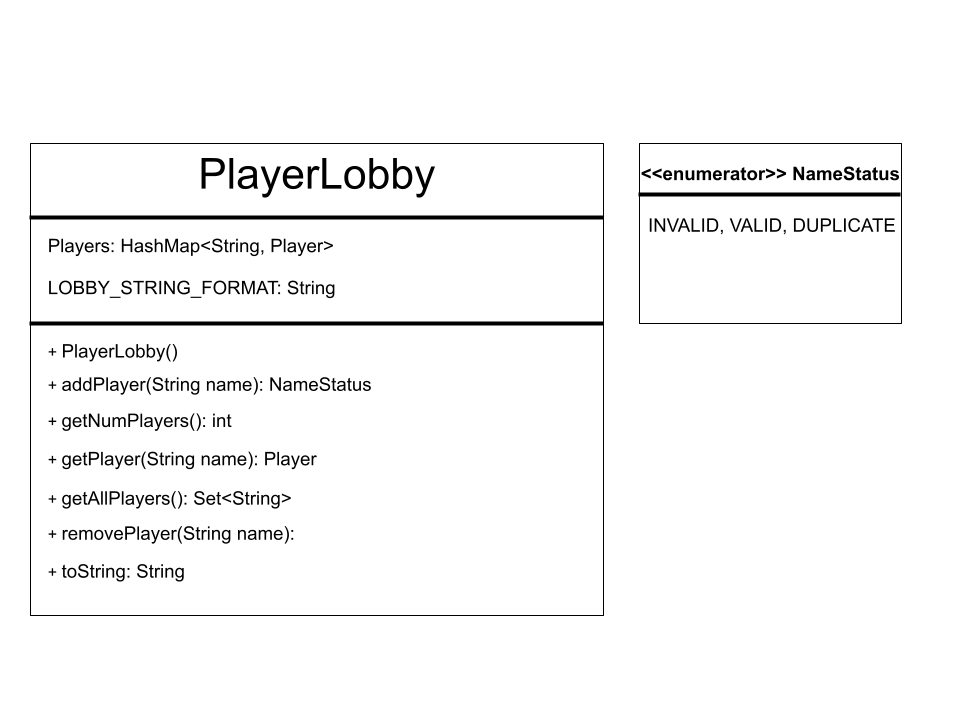 PlayerLobby
Players: HashMap<String, Player>
LOBBY_STRING_FORMAT: String
+ PlayerLobby()
+ addPlayer(String name): NameStatus
+ getNumPlayers(): int
+ getPlayer(String name): Player
+ getAllPlayers(): Set<String>
+ removePlayer(String name):
+ toString: String
<<enumerator>> NameStatus
INVALID, VALID, DUPLICATE